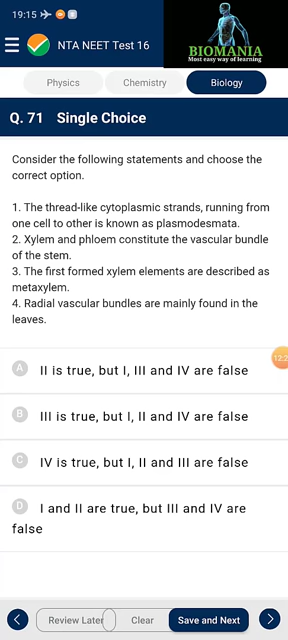 19:15
NTA NEET Test 16
BIOMANIA
Most easy way of learning
Physics
Chemistry
Biology
Q. 71 Single Choice
Consider the following statements and choose the
correct option.
1. The thread-like cytoplasmic strands, running from
one cell to other is known as plasmodesmata.
2. Xylem and phloem constitute the vascular bundle
of the stem.
3. The first formed xylem elements are described as
metaxylem.
4. Radial vascular bundles are mainly found in the
leaves.
A II is true, but I, III and IV are false
B III is true, but I, II and IV are false
C IV is true, but I, II and III are false
D I and II are true, but III and IV are
false
Review Later
Clear
Save and Next